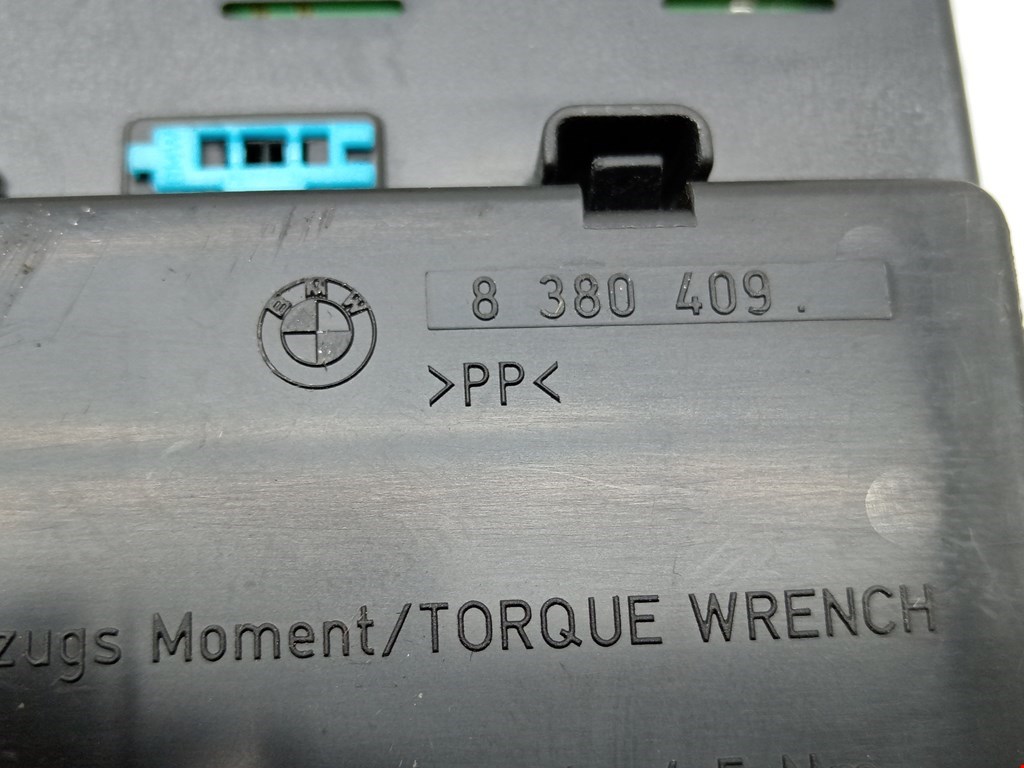 BMW
8 380 409.
>PP<
zugs Moment/TORQUE WRENCH